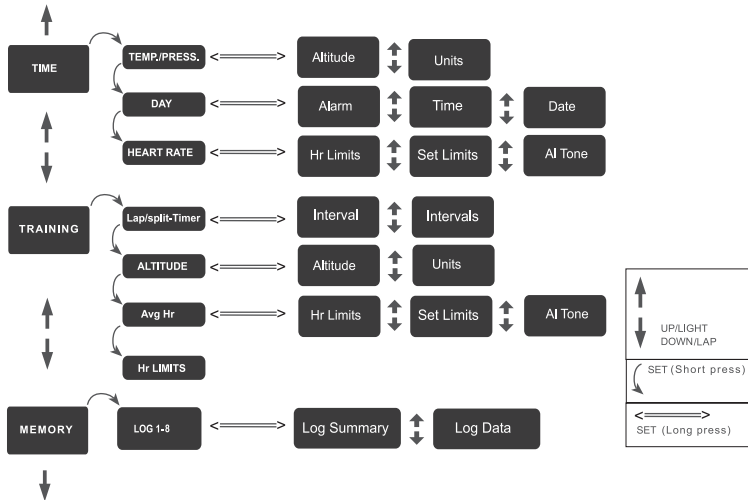 TIME
TEMP./PRESS.
Altitude
Units
DAY
Alarm
Time
Date
HEART RATE
Hr Limits
Set Limits
Al Tone
TRAINING
Lap/split-Timer
Interval
Intervals
ALTITUDE
Altitude
Units
Avg Hr
Hr Limits
Set Limits
Al Tone
Hr LIMITS
MEMORY
LOG 1-8
Log Summary
Log Data
UP/LIGHT
DOWN/LAP
SET (Short press)
SET (Long press)